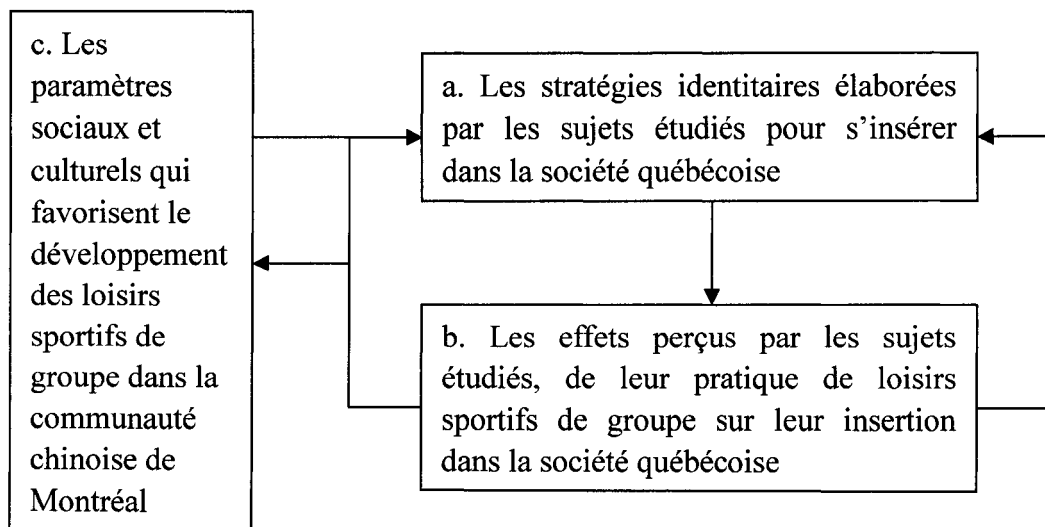 c. Les
paramètres
sociaux et
culturels qui
favorisent le
développement
des loisirs
sportifs de
groupe dans la
communauté
chinoise de
Montréal
a. Les stratégies identitaires élaborées
par les sujets étudiés pour s'insérer
dans la société québécoise
b. Les effets perçus par les sujets
étudiés, de leur pratique de loisirs
sportifs de groupe sur leur insertion
dans la société québécoise